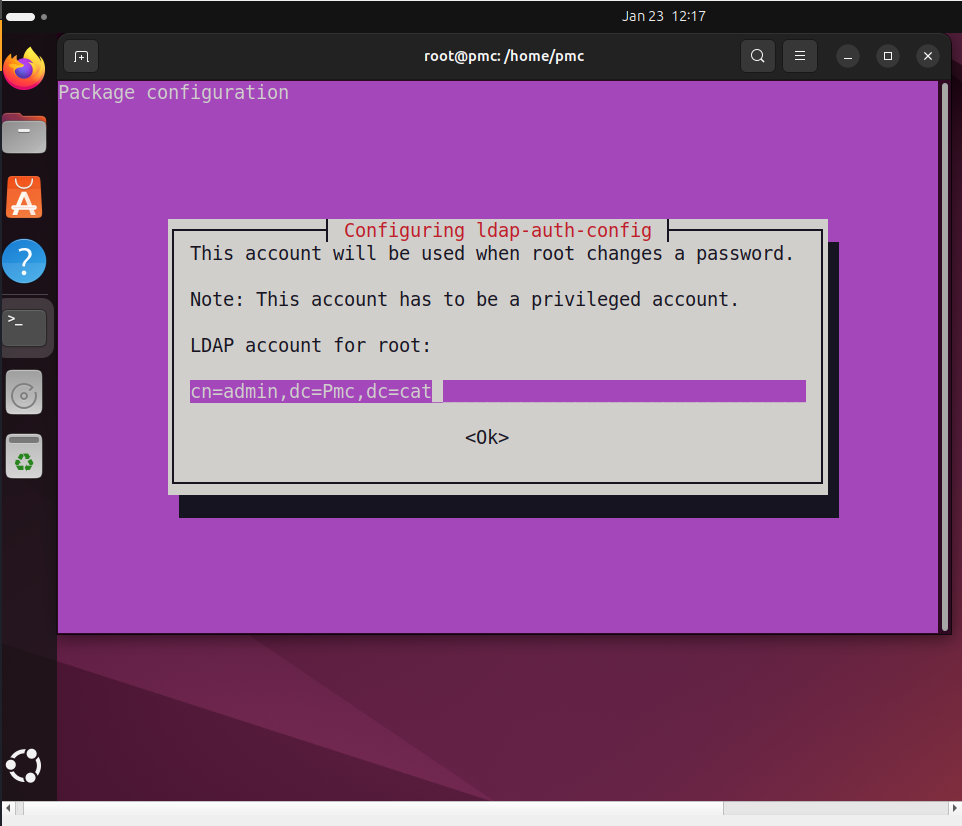 Jan 23 12:17
root@pmc: /home/pmc
Package configuration
Configuring ldap-auth-config
This account will be used when root changes a password.
Note: This account has to be a privileged account.
LDAP account for root:
cn=admin,dc=Pmc,dc=cat
<Ok>